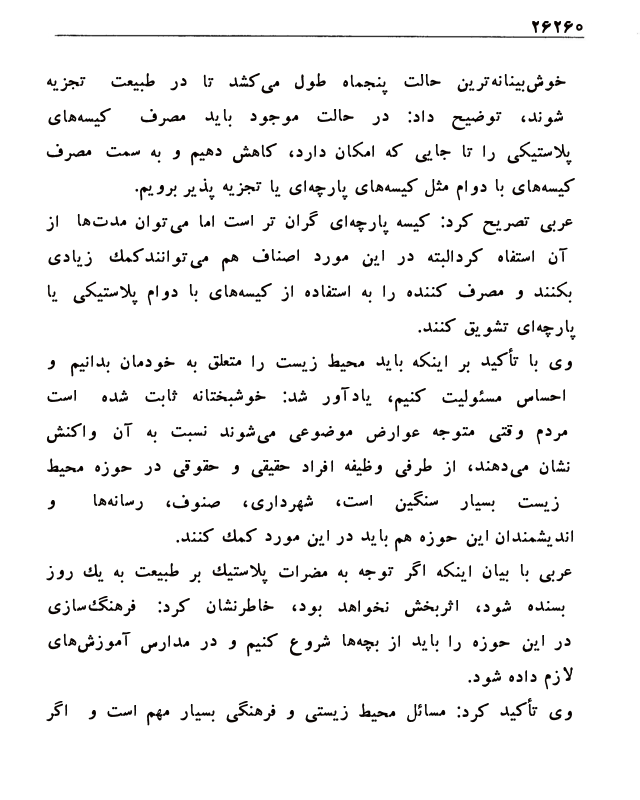 ۲۶۲۶۰
خوش‌بینانه‌ترین حالت پنجماه طول می‌کشد تا در طبیعت تجزیه
شوند، توضیح داد: در حالت موجود باید مصرف کیسه‌های
پلاستیکی را تا جایی که امکان دارد، کاهش دهیم و به سمت مصرف
کیسه‌های با دوام مثل کیسه‌های پارچه‌ای یا تجزیه پذیر برویم.
عربی تصریح کرد: کیسه پارچه‌ای گران تر است اما می‌توان مدت‌ها از
آن استفاه کردالبته در این مورد اصناف هم می‌توانندکمك زیادی
بکنند و مصرف کننده را به استفاده از کیسه‌های با دوام پلاستیکی یا
پارچه‌ای تشویق کنند.
وی با تأکید بر اینکه باید محیط زیست را متعلق به خودمان بدانیم و
احساس مسئولیت کنیم، یادآور شد: خوشبختانه ثابت شده است
مردم وقتی متوجه عوارض موضوعی می‌شوند نسبت به آن واکنش
نشان می‌دهند، از طرفی وظیفه افراد حقیقی و حقوقی در حوزه محیط
زیست بسیار سنگین است، شهرداری، صنوف، رسانه‌ها و
اندیشمندان این حوزه هم باید در این مورد کمك کنند.
عربی با بیان اینکه اگر توجه به مضرات پلاستیك بر طبیعت به یك روز
بسنده شود، اثربخش نخواهد بود، خاطرنشان کرد: فرهنگ‌سازی
در این حوزه را باید از بچه‌ها شروع کنیم و در مدارس آموزش‌های
لازم داده شود.
وی تأکید کرد: مسائل محیط زیستی و فرهنگی بسیار مهم است و اگر